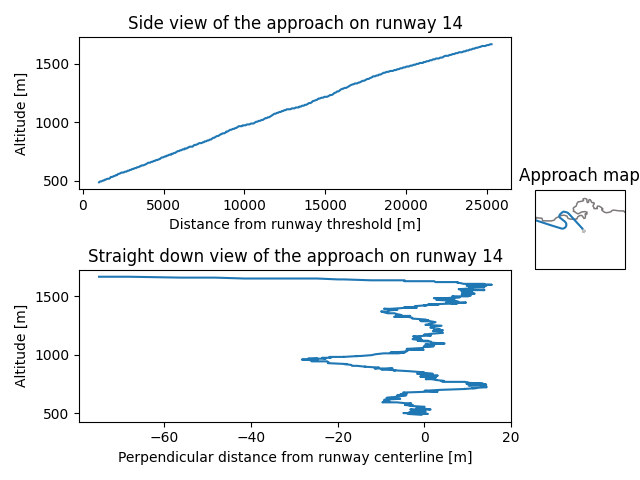 Side view of the approach on runway 14
Altitude [m]
1500
1000
500
0
5000
10000
15000
20000
25000
Distance from runway threshold [m]
Approach map
Straight down view of the approach on runway 14
Altitude [m]
1500
1000
500
−60
−40
−20
0
20
Perpendicular distance from runway centerline [m]